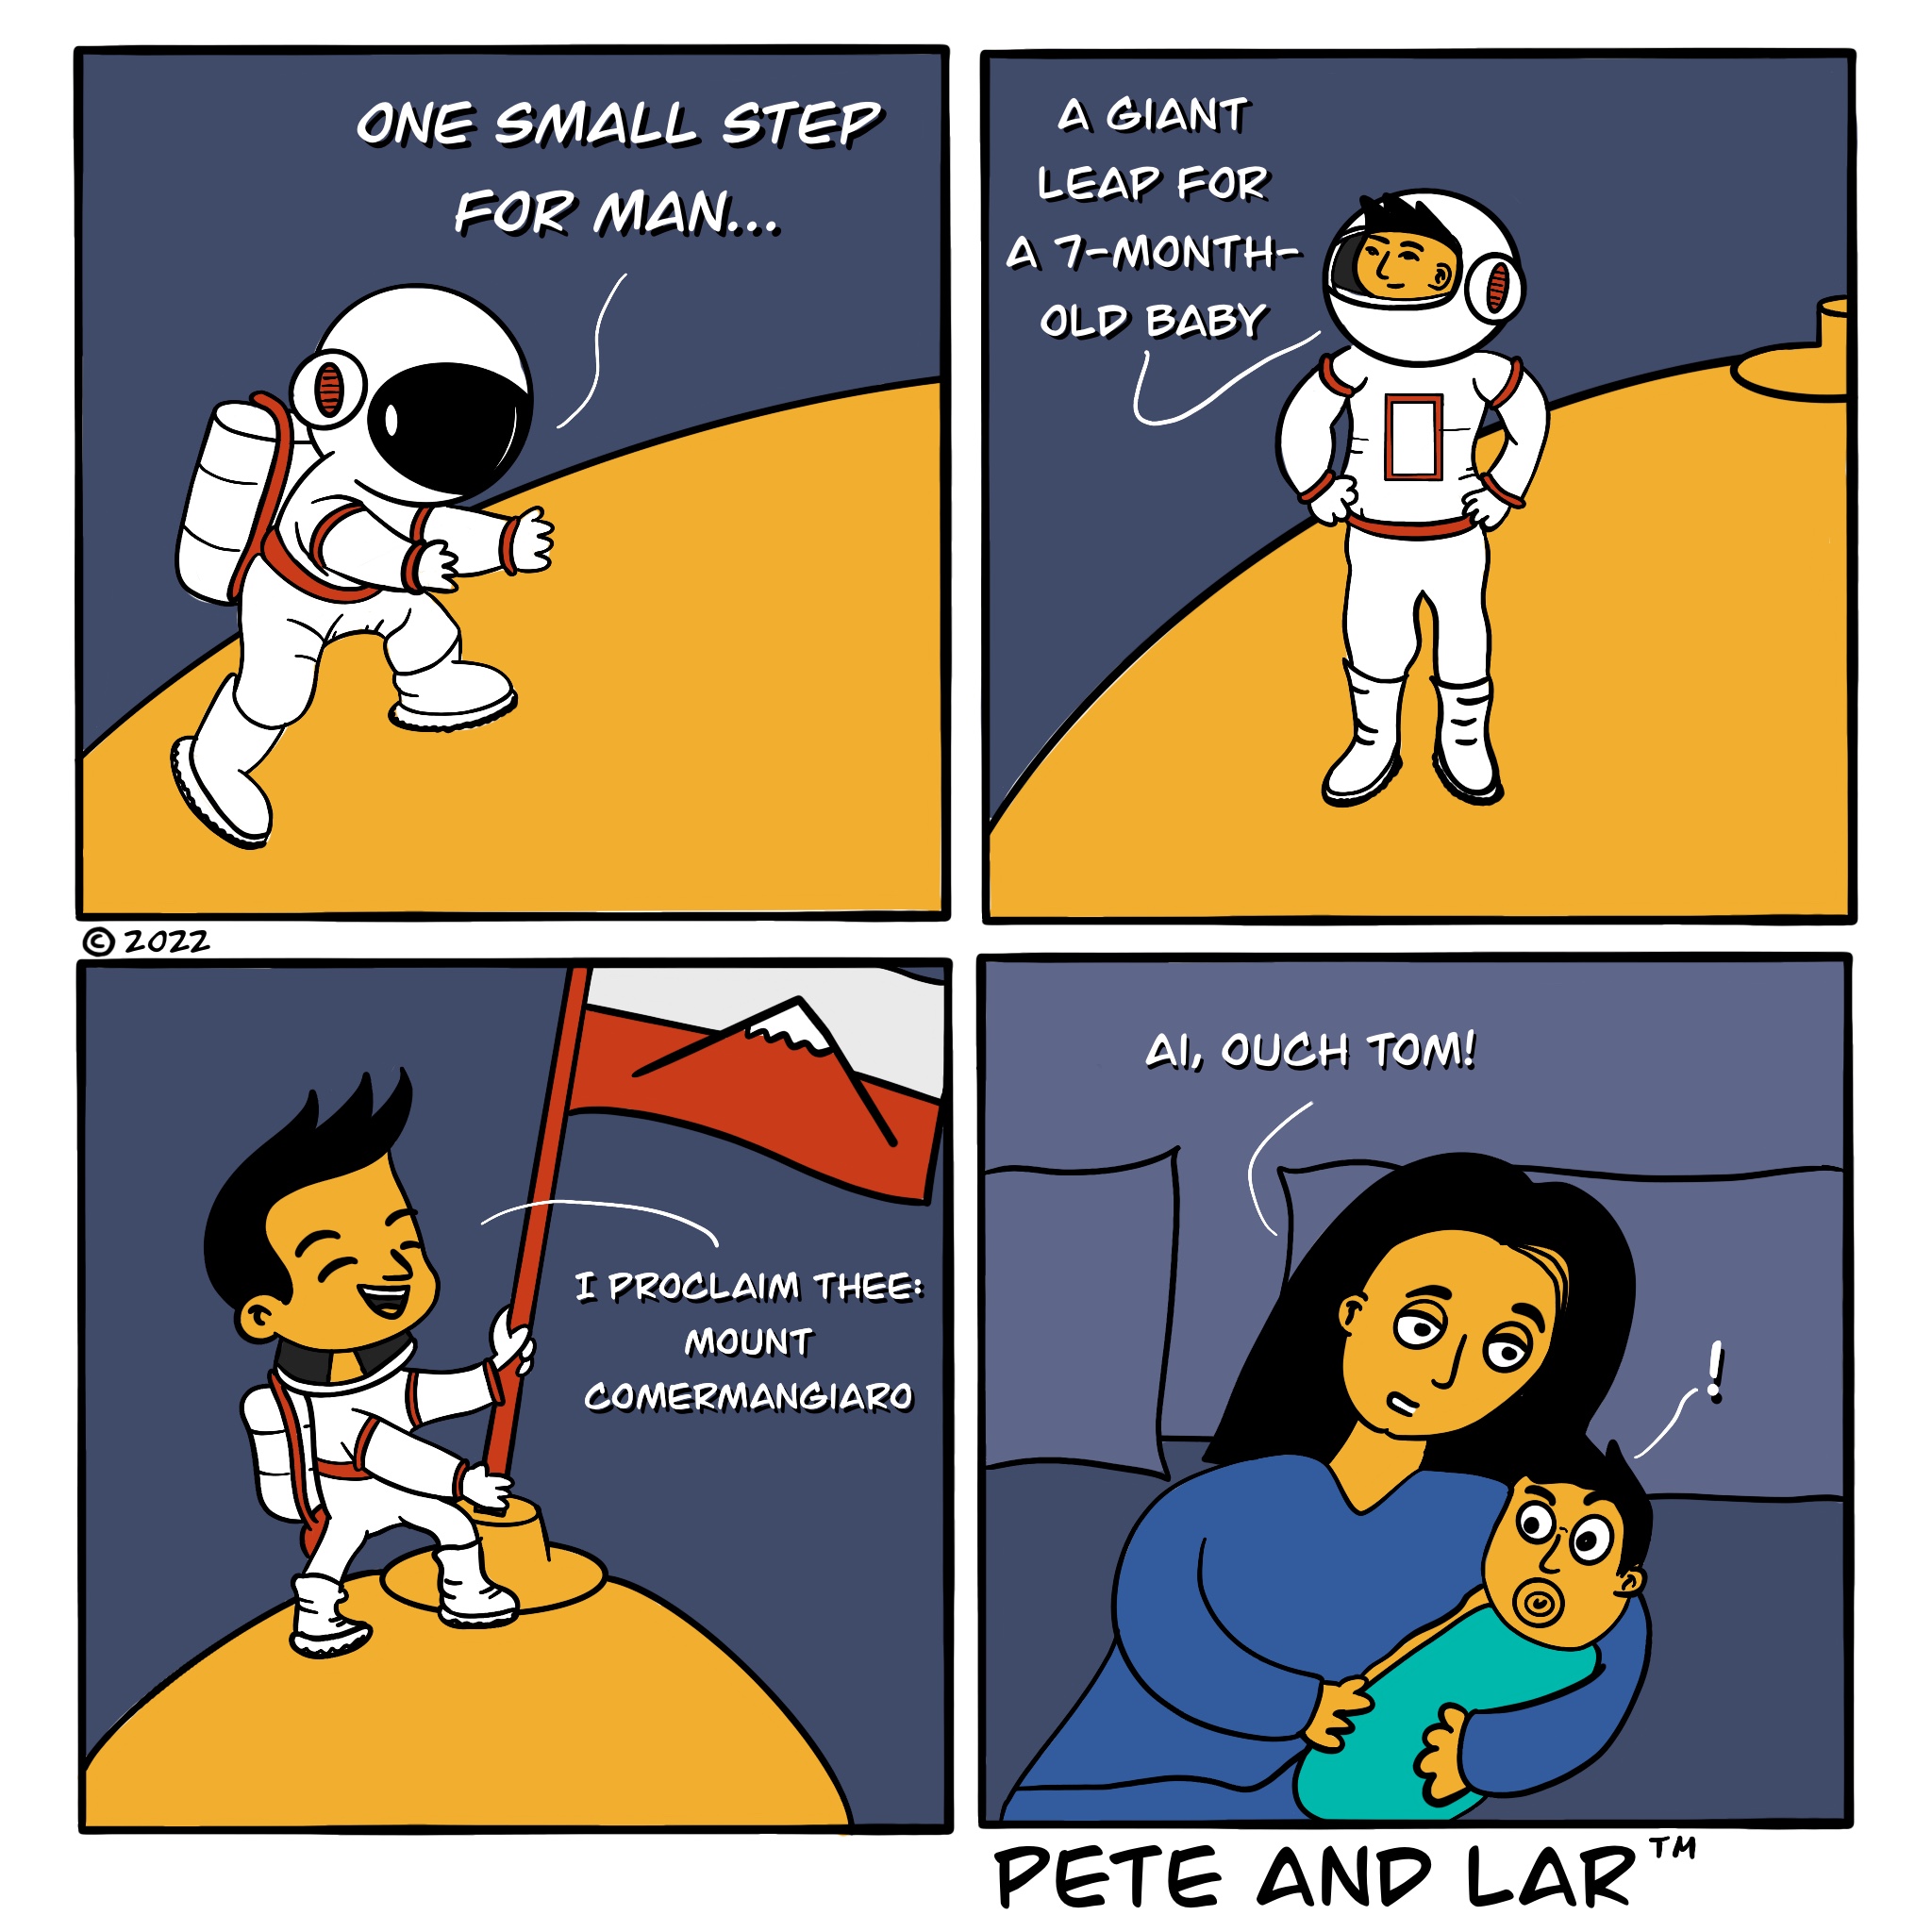 ONE SMALL STEP
FOR MAN...
A GIANT
LEAP FOR
A 7-MONTH-
OLD BABY
© 2022
I PROCLAIM THEE:
MOUNT
COMERMANGIARO
AI, OUCH TOM!
!
PETE AND LAR™